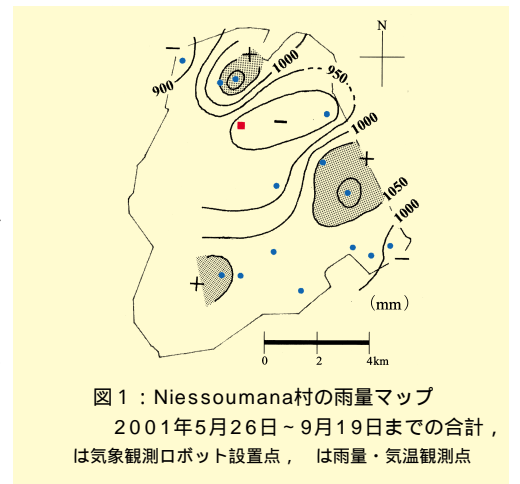 N
900
1000
950
1000
1050
1000
(mm)
0 2 4km
図1:Niessoumana村の雨量マップ
2001年5月26日~9月19日までの合計,
は気象観測ロボット設置点, は雨量・気温観測点